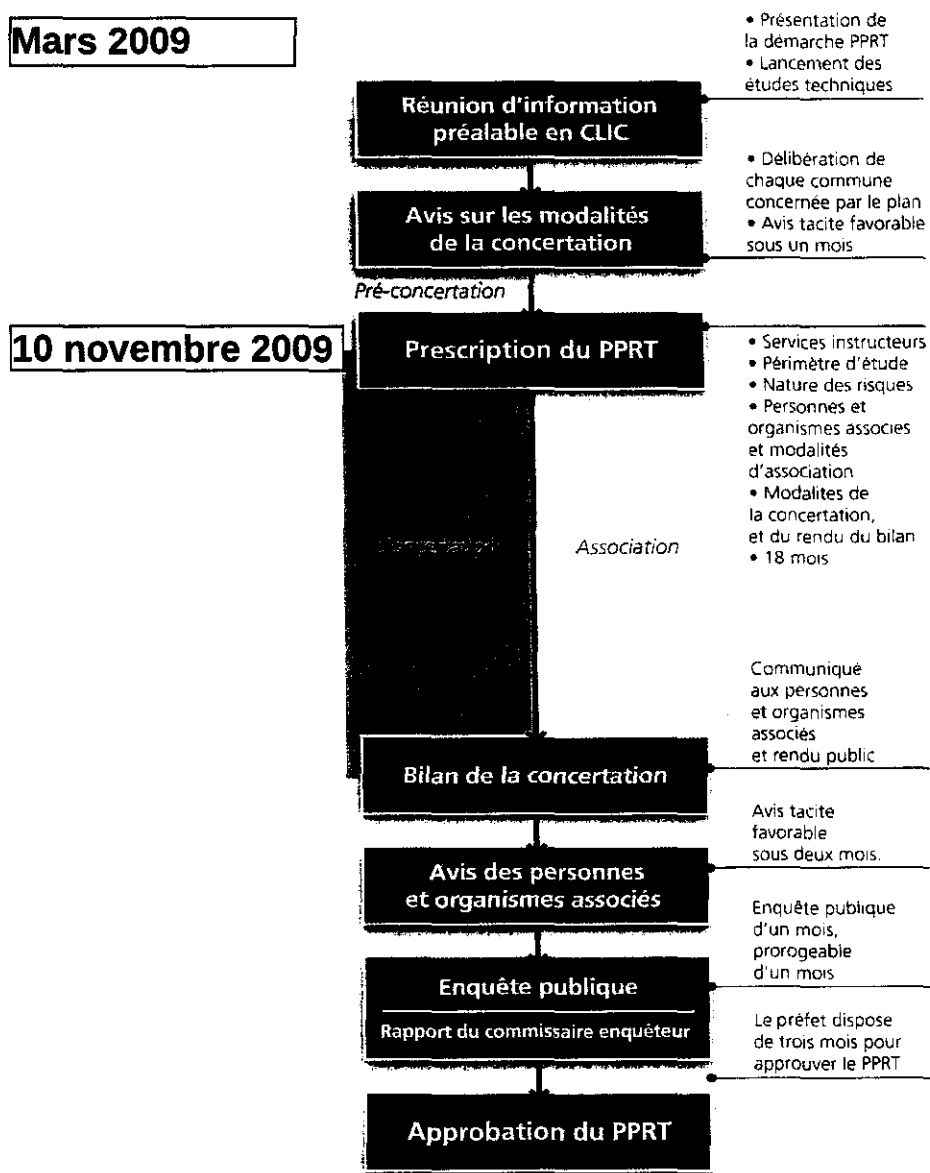 Mars 2009
• Présentation de
la démarche PPRT
• Lancement des
études techniques
Réunion d'information
préalable en CLIC
• Délibération de
chaque commune
concernée par le plan
• Avis tacite favorable
sous un mois
Avis sur les modalités
de la concertation
Pré-concertation
10 novembre 2009
Prescription du PPRT
• Services instructeurs
• Périmètre d'étude
• Nature des risques
• Personnes et
organismes associes
et modalités
d'association
• Modalites de
la concertation,
et du rendu du bilan
• 18 mois
Concertation
Association
Communiqué
aux personnes
et organismes
associés
et rendu public
Bilan de la concertation
Avis tacite
favorable
sous deux mois.
Avis des personnes
et organismes associés
Enquête publique
d'un mois,
prorogeable
d'un mois
Enquête publique
Rapport du commissaire enquêteur
Le préfet dispose
de trois mois pour
approuver le PPRT
Approbation du PPRT